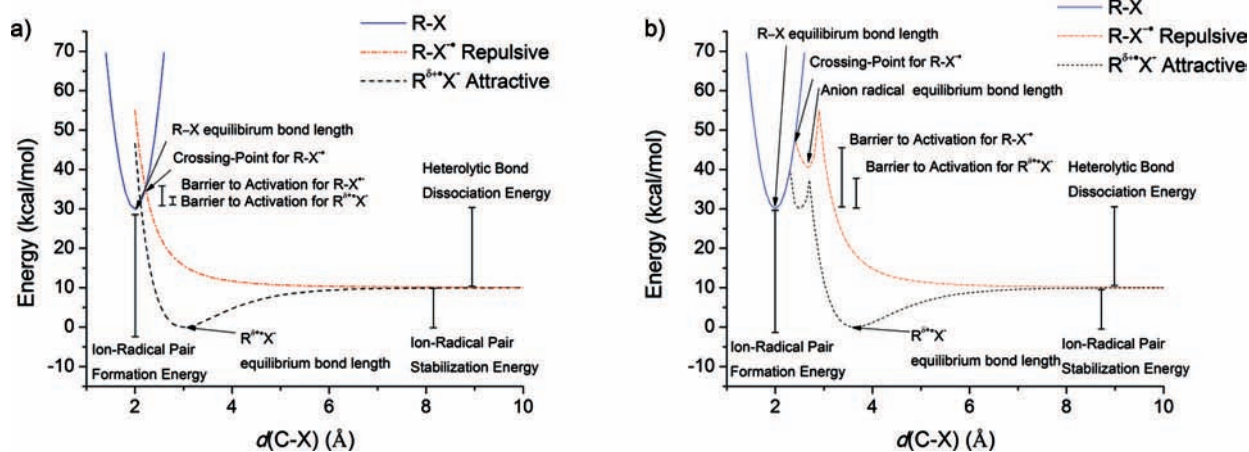 a)
R-X
R-X⁻• Repulsive
Rᵟ⁺•X⁻ Attractive
Energy (kcal/mol)
70
60
50
40
30
20
10
0
-10
R–X equilibirum bond length
Crossing-Point for R-X⁻•
Barrier to Activation for R-X⁻•
Barrier to Activation for Rᵟ⁺•X⁻
Heterolytic Bond
Dissociation Energy
Ion-Radical Pair
Formation Energy
Rᵟ⁺•X⁻
equilibrium bond length
Ion-Radical Pair
Stabilization Energy
2 4 6 8 10
d(C-X) (Å)
b)
R-X
R-X⁻• Repulsive
Rᵟ⁺•X⁻ Attractive
Energy (kcal/mol)
70
60
50
40
30
20
10
0
-10
R–X equilibirum bond length
Crossing-Point for R-X⁻•
Anion radical equilibrium bond length
Barrier to Activation for R-X⁻•
Barrier to Activation for Rᵟ⁺•X⁻
Heterolytic Bond
Dissociation Energy
Ion-Radical Pair
Formation Energy
Rᵟ⁺•X⁻
equilibrium bond length
Ion-Radical Pair
Stabilization Energy
2 4 6 8 10
d(C-X) (Å)